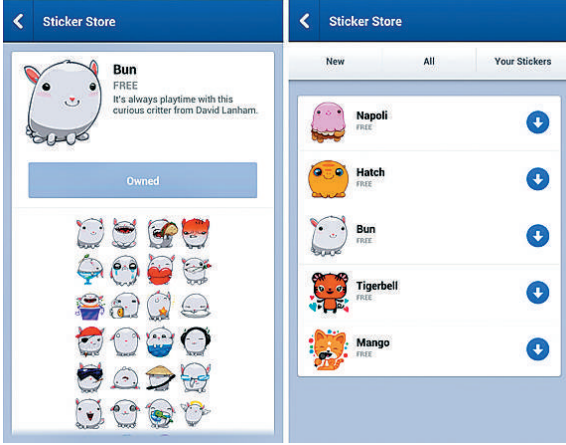 Sticker Store
Bun
FREE
It's always playtime with this
curious critter from David Lanham.
Owned
Sticker Store
New
All
Your Stickers
Napoli
FREE
Hatch
FREE
Bun
FREE
Tigerbell
FREE
Mango
FREE